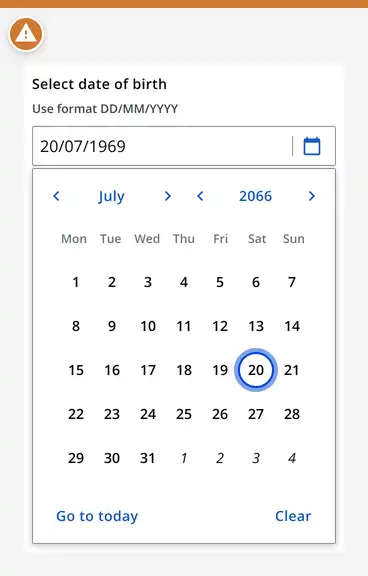 Select date of birth
Use format DD/MM/YYYY
20/07/1969
July 2066
Mon Tue Wed Thu Fri Sat Sun
1 2 3 4 5 6 7
8 9 10 11 12 13 14
15 16 17 18 19 20 21
22 23 24 25 26 27 28
29 30 31 1 2 3 4
Go to today Clear